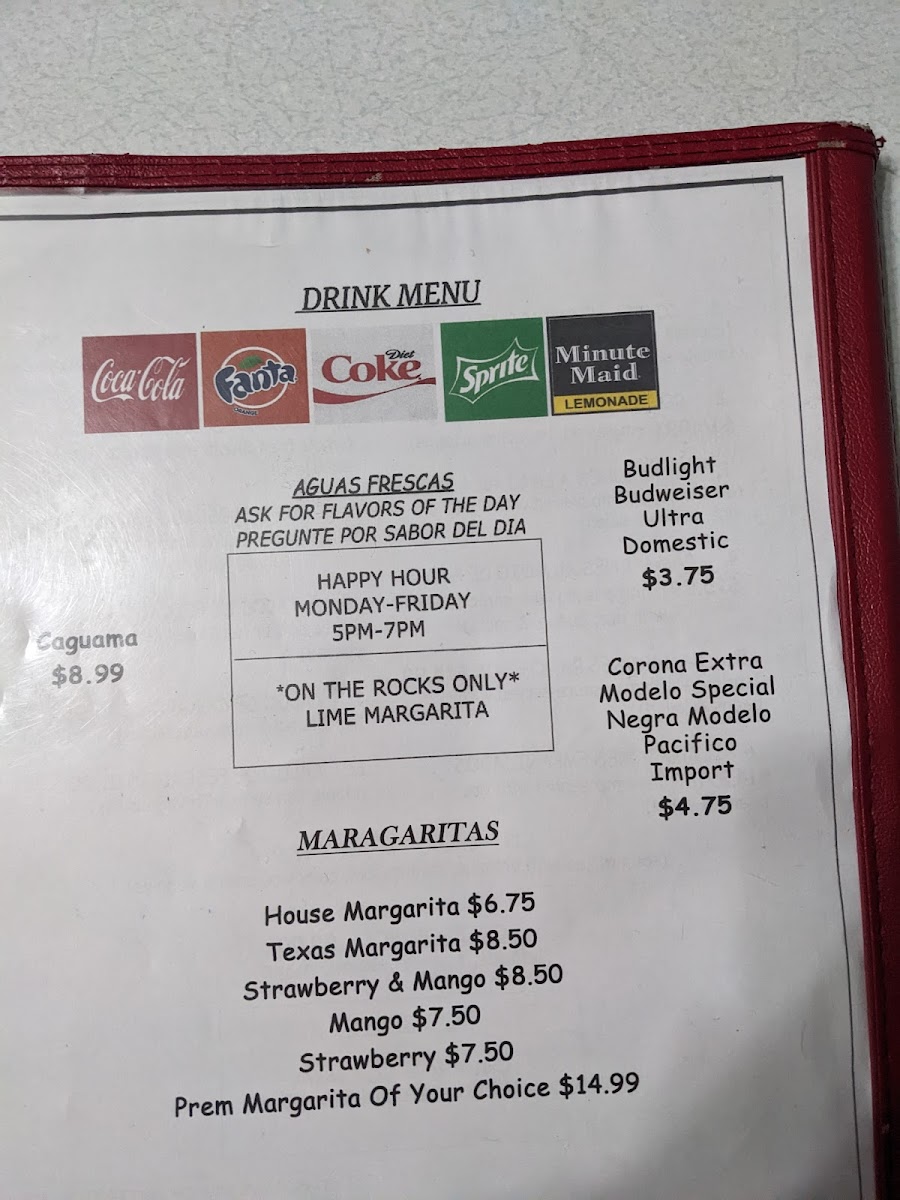 DRINK MENU
Coca-Cola
Fanta
ORANGE
Diet
Coke
Sprite
Minute
Maid
LEMONADE
AGUAS FRESCAS
ASK FOR FLAVORS OF THE DAY
PREGUNTE POR SABOR DEL DIA
HAPPY HOUR
MONDAY-FRIDAY
5PM-7PM
*ON THE ROCKS ONLY*
LIME MARGARITA
Caguama
$8.99
Budlight
Budweiser
Ultra
Domestic
$3.75
Corona Extra
Modelo Special
Negra Modelo
Pacifico
Import
$4.75
MARAGARITAS
House Margarita $6.75
Texas Margarita $8.50
Strawberry & Mango $8.50
Mango $7.50
Strawberry $7.50
Prem Margarita Of Your Choice $14.99